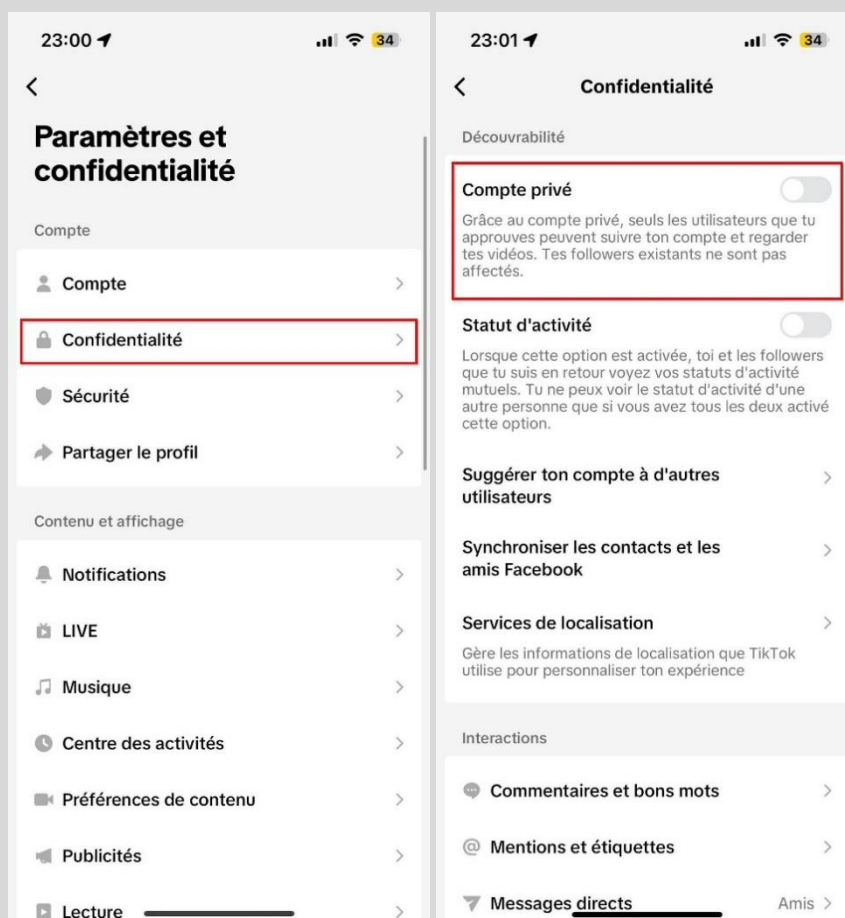 23:00
34
Paramètres et
confidentialité
Compte
Compte
Confidentialité
Sécurité
Partager le profil
Contenu et affichage
Notifications
LIVE
Musique
Centre des activités
Préférences de contenu
Publicités
Lecture
23:01
34
Confidentialité
Découvrabilité
Compte privé
Grâce au compte privé, seuls les utilisateurs que tu
approuves peuvent suivre ton compte et regarder
tes vidéos. Tes followers existants ne sont pas
affectés.
Statut d'activité
Lorsque cette option est activée, toi et les followers
que tu suis en retour voyez vos statuts d'activité
mutuels. Tu ne peux voir le statut d'activité d'une
autre personne que si vous avez tous les deux activé
cette option.
Suggérer ton compte à d'autres
utilisateurs
Synchroniser les contacts et les
amis Facebook
Services de localisation
Gère les informations de localisation que TikTok
utilise pour personnaliser ton expérience
Interactions
Commentaires et bons mots
Mentions et étiquettes
Messages directs Amis